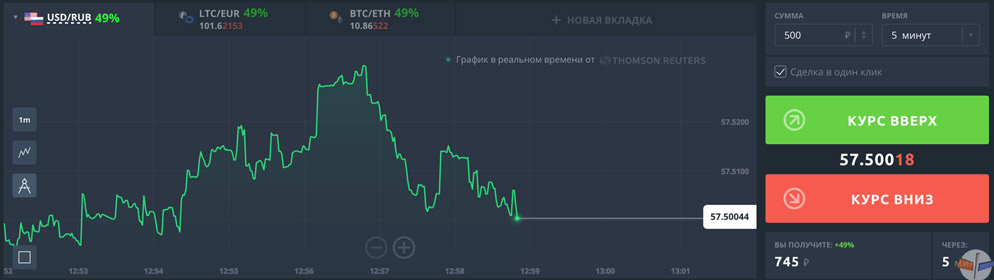 USD/RUB 49%
LTC/EUR 49%
101.62153
BTC/ETH 49%
10.86522
+ НОВАЯ ВКЛАДКА
График в реальном времени от THOMSON REUTERS
1m
57.5200
57.5100
57.50044
:52 12:53 12:54 12:55 12:56 12:57 12:58 12:59 13:00 13:01
СУММА
500 ₽
ВРЕМЯ
5 минут
Сделка в один клик
КУРС ВВЕРХ
57.50018
КУРС ВНИЗ
ВЫ ПОЛУЧИТЕ: +49%
745 ₽
ЧЕРЕЗ:
5